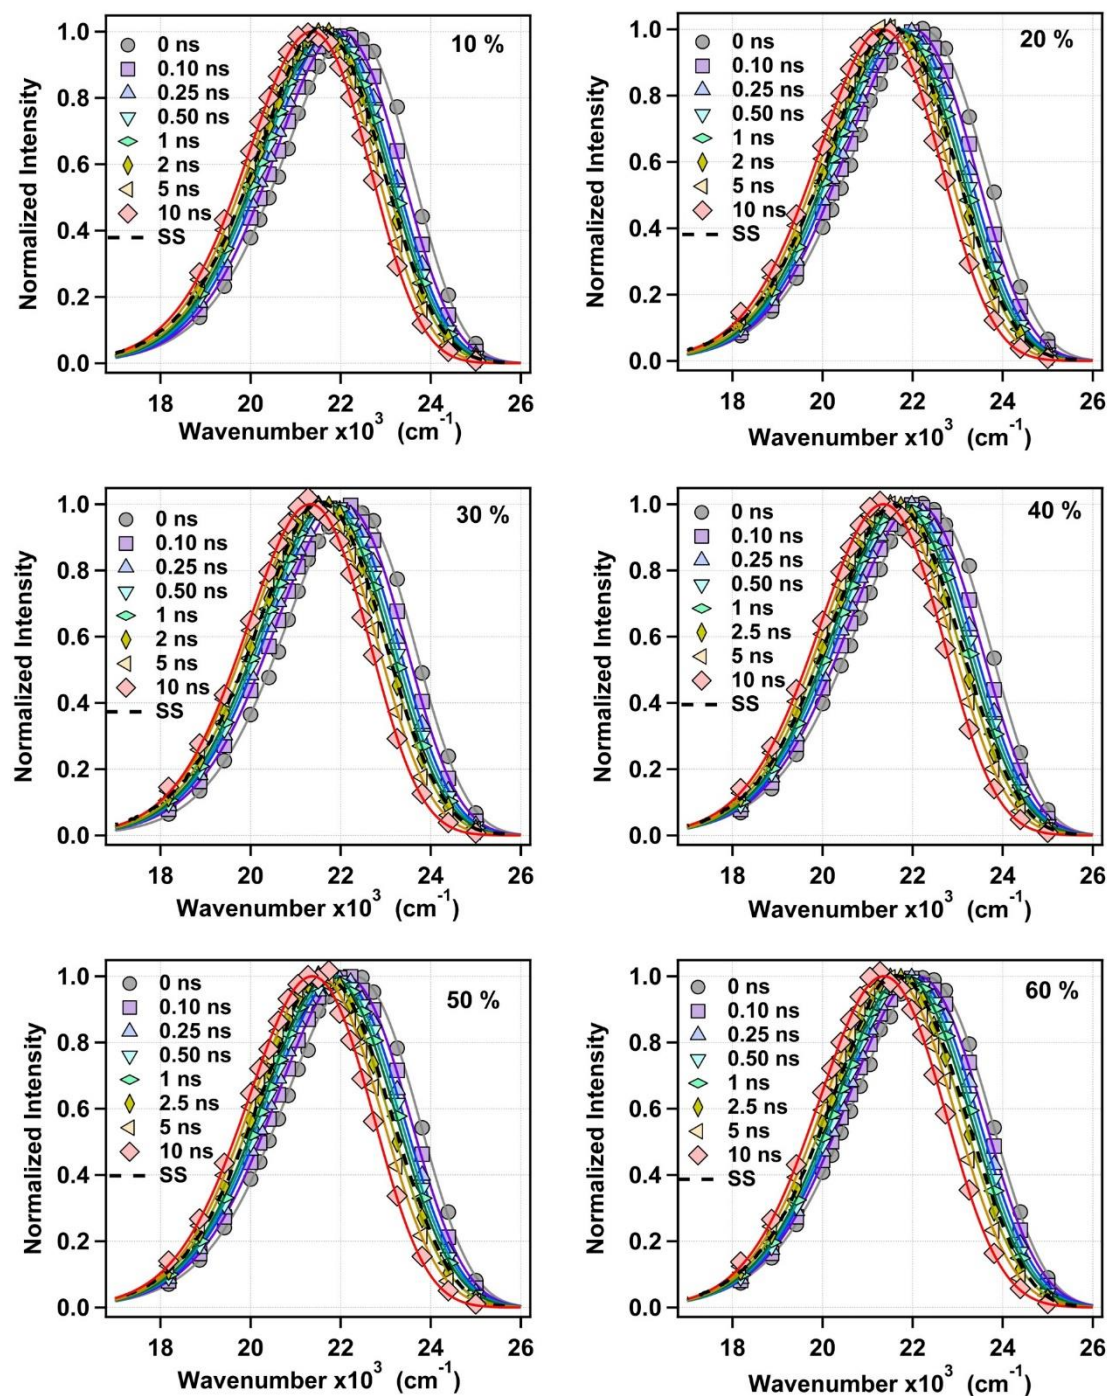 10 %
Normalized Intensity
1.0
0.8
0.6
0.4
0.2
0.0
0 ns
0.10 ns
0.25 ns
0.50 ns
1 ns
2 ns
5 ns
10 ns
SS
18 20 22 24 26
Wavenumber x10³ (cm⁻¹)
20 %
Normalized Intensity
1.0
0.8
0.6
0.4
0.2
0.0
0 ns
0.10 ns
0.25 ns
0.50 ns
1 ns
2 ns
5 ns
10 ns
SS
18 20 22 24 26
Wavenumber x10³ (cm⁻¹)
30 %
Normalized Intensity
1.0
0.8
0.6
0.4
0.2
0.0
0 ns
0.10 ns
0.25 ns
0.50 ns
1 ns
2 ns
5 ns
10 ns
SS
18 20 22 24 26
Wavenumber x10³ (cm⁻¹)
40 %
Normalized Intensity
1.0
0.8
0.6
0.4
0.2
0.0
0 ns
0.10 ns
0.25 ns
0.50 ns
1 ns
2.5 ns
5 ns
10 ns
SS
18 20 22 24 26
Wavenumber x10³ (cm⁻¹)
50 %
Normalized Intensity
1.0
0.8
0.6
0.4
0.2
0.0
0 ns
0.10 ns
0.25 ns
0.50 ns
1 ns
2.5 ns
5 ns
10 ns
SS
18 20 22 24 26
Wavenumber x10³ (cm⁻¹)
60 %
Normalized Intensity
1.0
0.8
0.6
0.4
0.2
0.0
0 ns
0.10 ns
0.25 ns
0.50 ns
1 ns
2.5 ns
5 ns
10 ns
SS
18 20 22 24 26
Wavenumber x10³ (cm⁻¹)